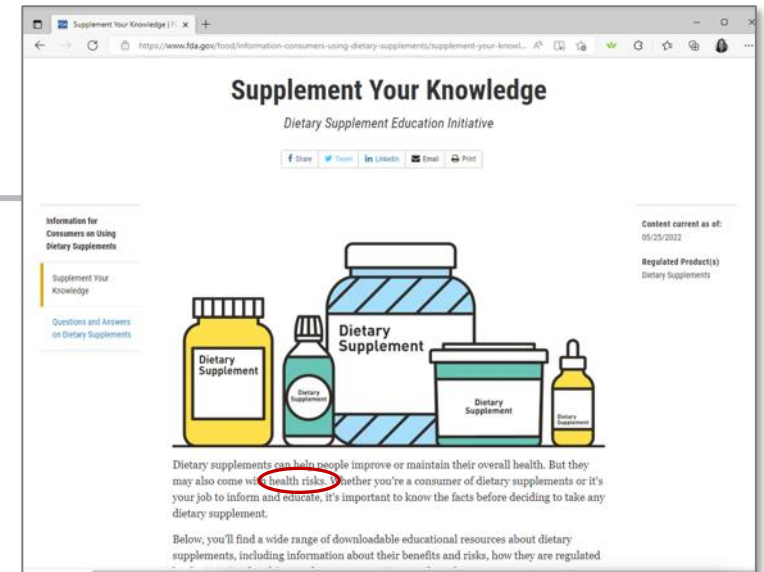 Supplement Your Knowledge | F
https://www.fda.gov/food/information-consumers-using-dietary-supplements/supplement-your-knowl...
Supplement Your Knowledge
Dietary Supplement Education Initiative
Share Tweet in LinkedIn Email Print
Information for
Consumers on Using
Dietary Supplements
Supplement Your
Knowledge
Questions and Answers
on Dietary Supplements
Content current as of:
05/25/2022
Regulated Product(s)
Dietary Supplements
Dietary
Supplement
Dietary
Supplement
Dietary
Supplement
Dietary
Supplement
Dietary
Supplement
Dietary supplements can help people improve or maintain their overall health. But they
may also come with health risks. Whether you're a consumer of dietary supplements or it's
your job to inform and educate, it's important to know the facts before deciding to take any
dietary supplement.
Below, you'll find a wide range of downloadable educational resources about dietary
supplements, including information about their benefits and risks, how they are regulated